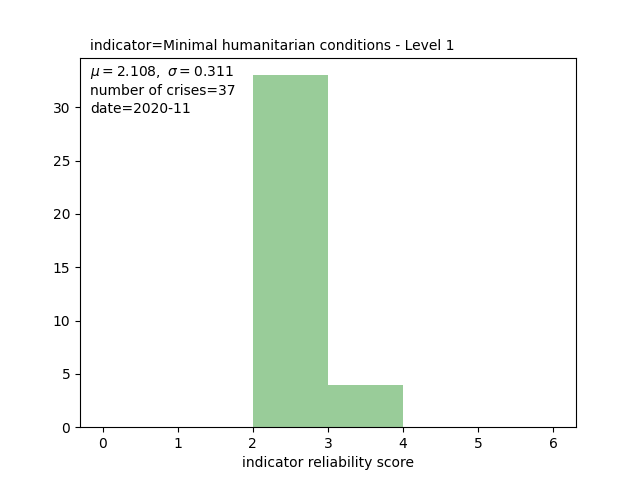 indicator=Minimal humanitarian conditions - Level 1
μ = 2.108, σ = 0.311
number of crises=37
date=2020-11
30
25
20
15
10
5
0
0 1 2 3 4 5 6
indicator reliability score